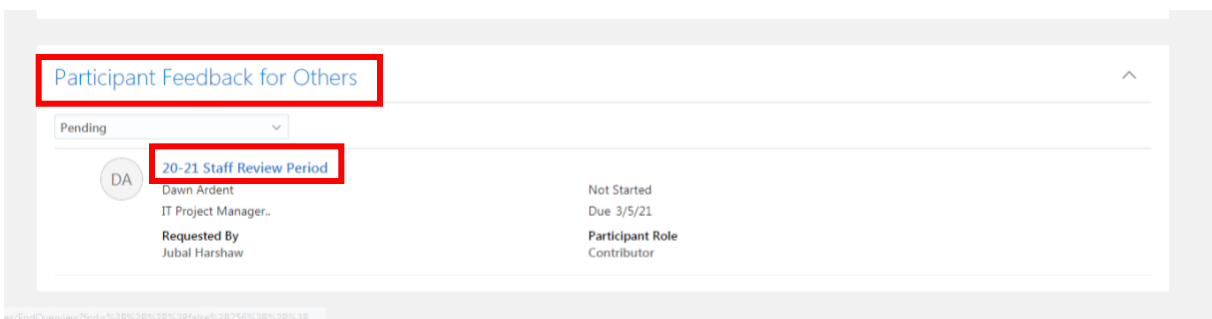 Participant Feedback for Others
Pending
DA
20-21 Staff Review Period
Dawn Ardent
Not Started
IT Project Manager..
Due 3/5/21
Requested By
Participant Role
Jubal Harshaw
Contributor